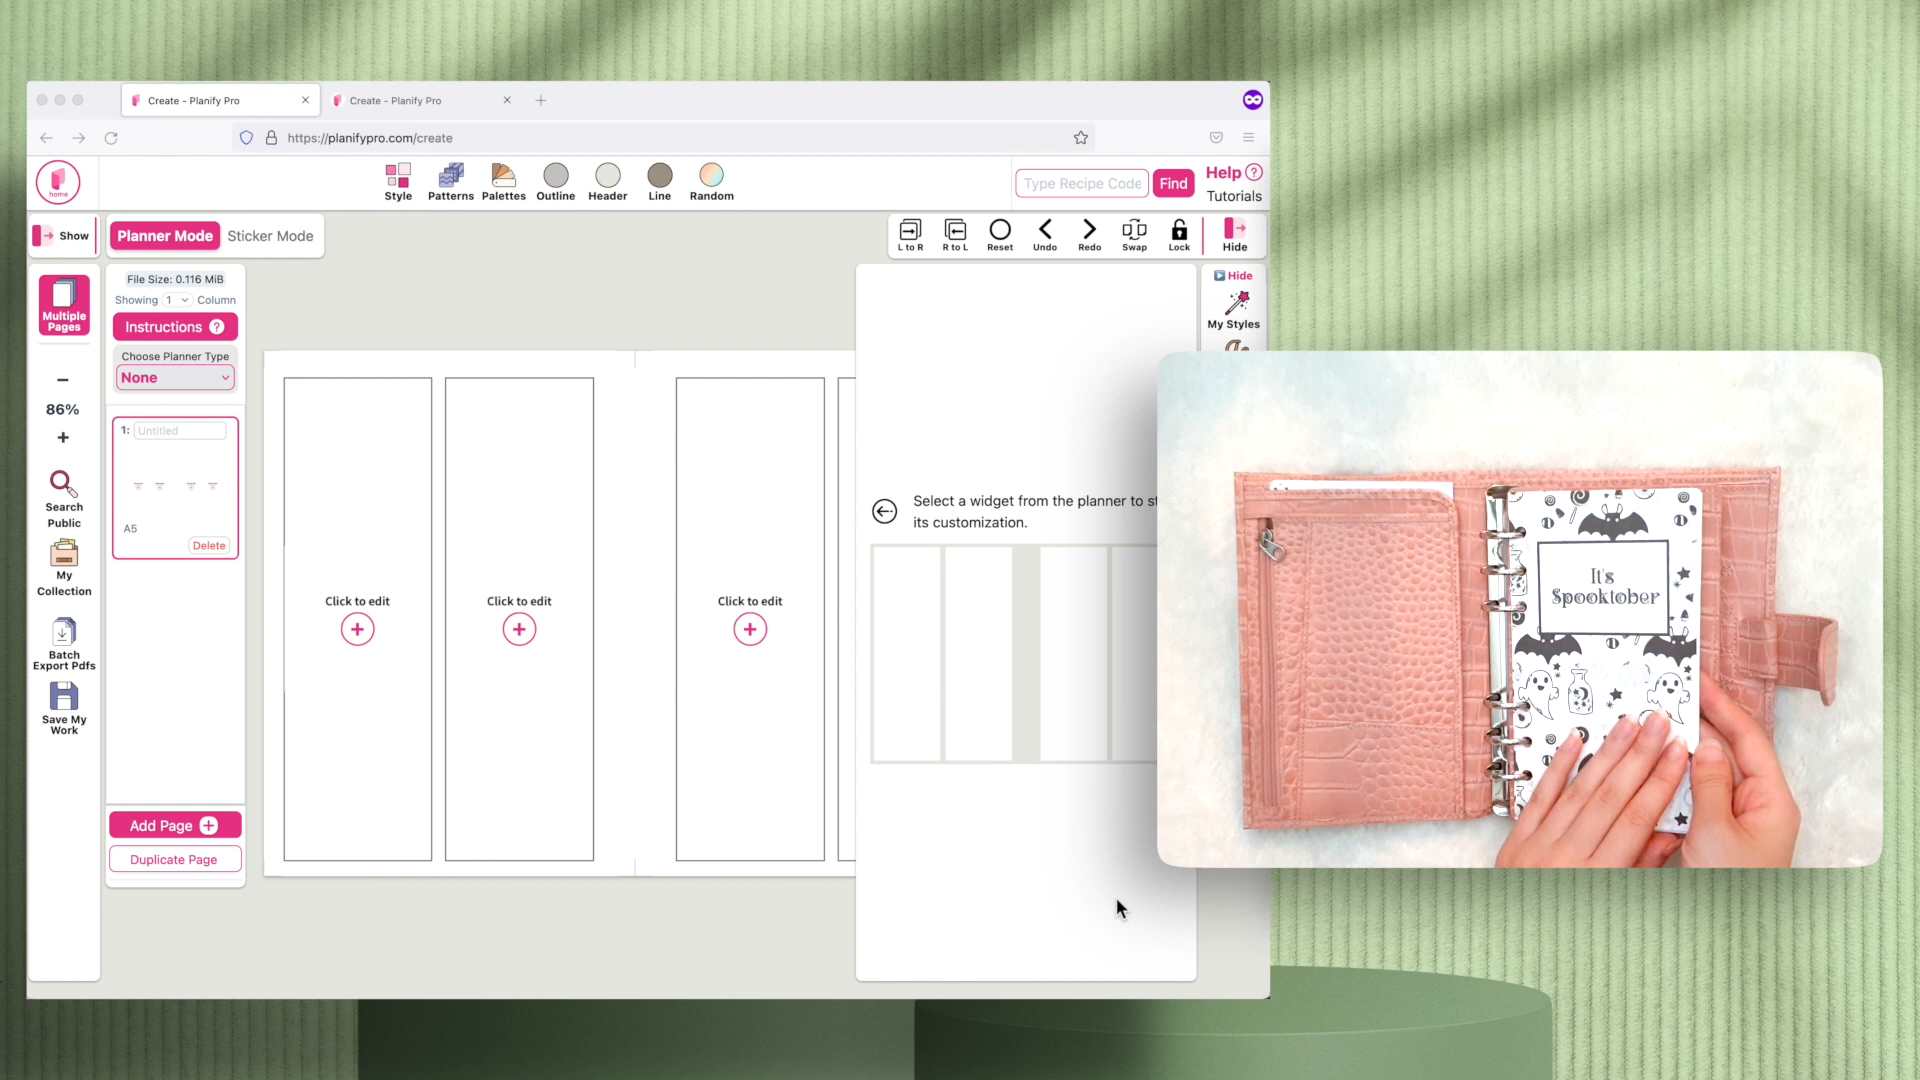 Create - Planify Pro
Create - Planify Pro
https://planifypro.com/create
home
Style
Patterns
Palettes
Outline
Header
Line
Random
Type Recipe Code
Find
Help ?
Tutorials
Show
Planner Mode
Sticker Mode
L to R
R to L
Reset
Undo
Redo
Swap
Lock
Hide
Multiple
Pages
86%
Search
Public
My
Collection
Batch
Export Pdfs
Save My
Work
File Size: 0.116 MiB
Showing 1 Column
Instructions ?
Choose Planner Type
None
1: Untitled
A5
Delete
Add Page
Duplicate Page
Click to edit
Click to edit
Click to edit
Select a widget from the planner to
its customization.
Hide
My Styles
It's
Spooktober